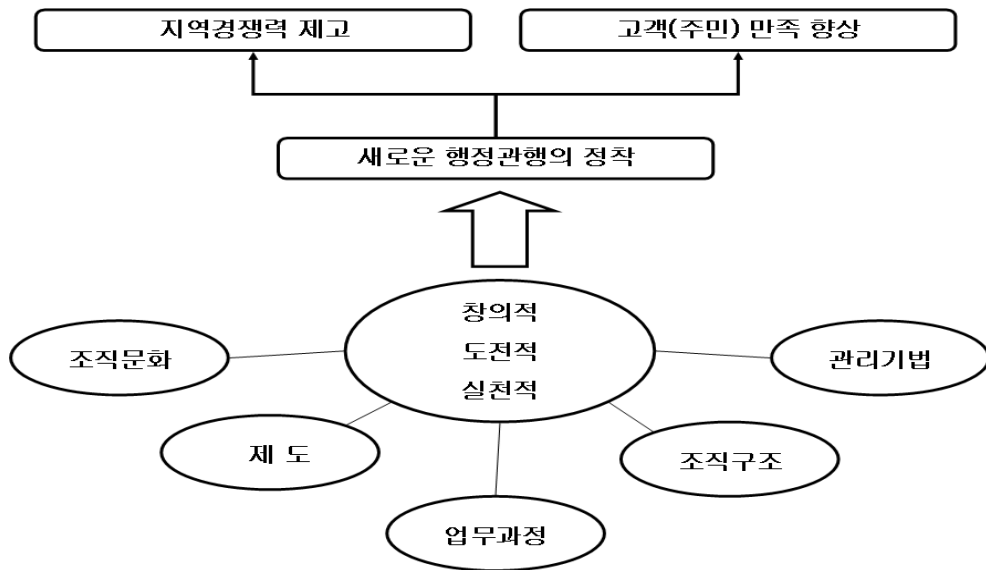 지역경쟁력 제고
고객(주민) 만족 향상
새로운 행정관행의 정착
창의적
도전적
실천적
조직문화
관리기법
제 도
조직구조
업무과정